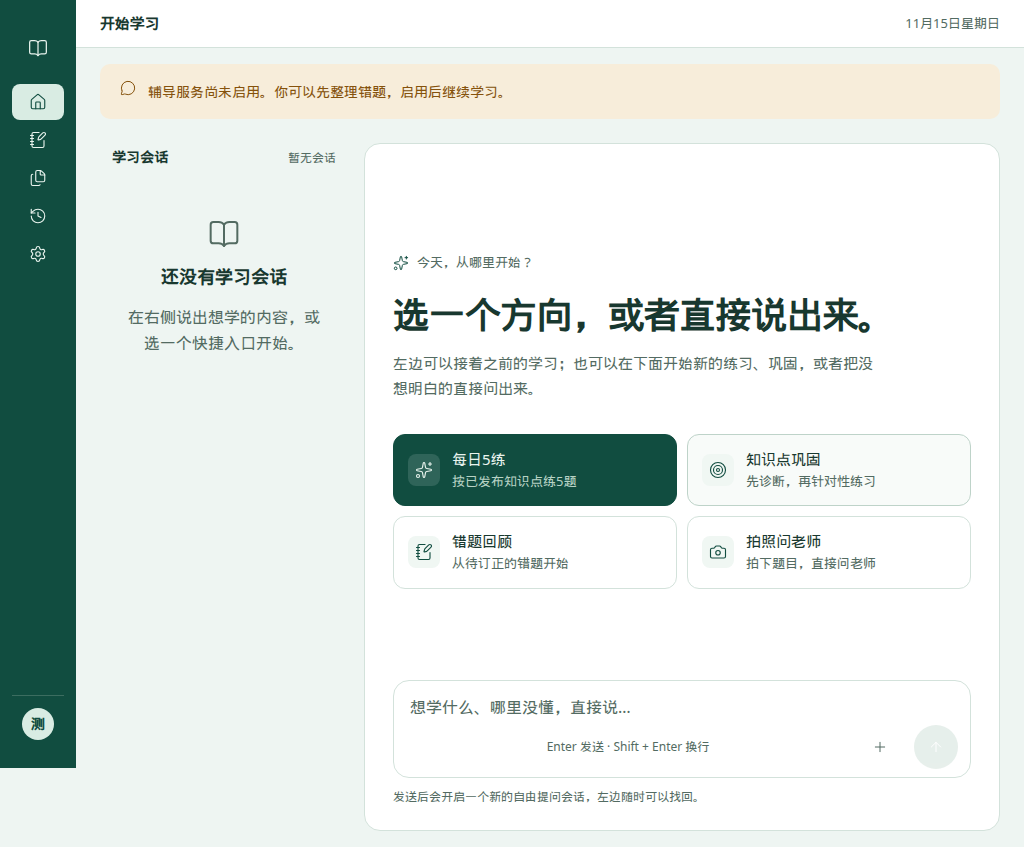 开始学习
11月15日星期日
辅导服务尚未启用。你可以先整理错题，启用后继续学习。
学习会话
暂无会话
还没有学习会话
在右侧说出想学的内容，或
选一个快捷入口开始。
今天，从哪里开始？
选一个方向，或者直接说出来。
左边可以接着之前的学习；也可以在下面开始新的练习、巩固，或者把没
想明白的直接问出来。
每日5练
按已发布知识点练5题
知识点巩固
先诊断，再针对性练习
错题回顾
从待订正的错题开始
拍照问老师
拍下题目，直接问老师
想学什么、哪里没懂，直接说…
Enter 发送 · Shift + Enter 换行
发送后会开启一个新的自由提问会话，左边随时可以找回。
测